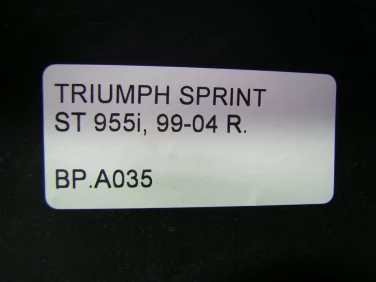 TRIUMPH SPRINT
ST 955i, 99-04 R.
BP.A035